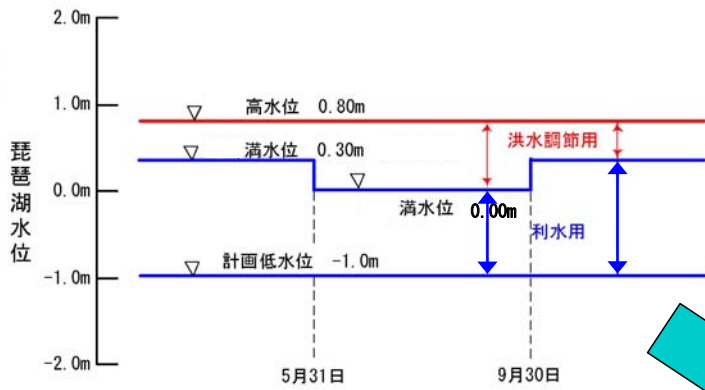 2.0m
1.0m
0.0m
-1.0m
-2.0m
琵琶湖水位
高水位 0.80m
満水位 0.30m
満水位 0.00m
計画低水位 -1.0m
洪水調節用
利水用
5月31日
9月30日